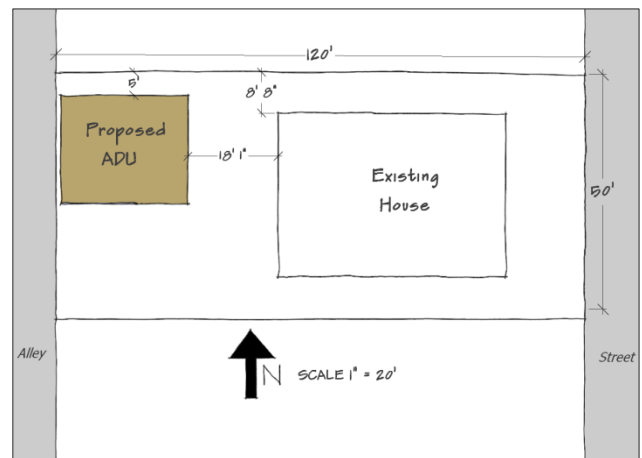 120'
5'
8' 8"
Proposed
ADU
18' 1"
Existing
House
50'
Alley
N
SCALE 1" = 20'
Street